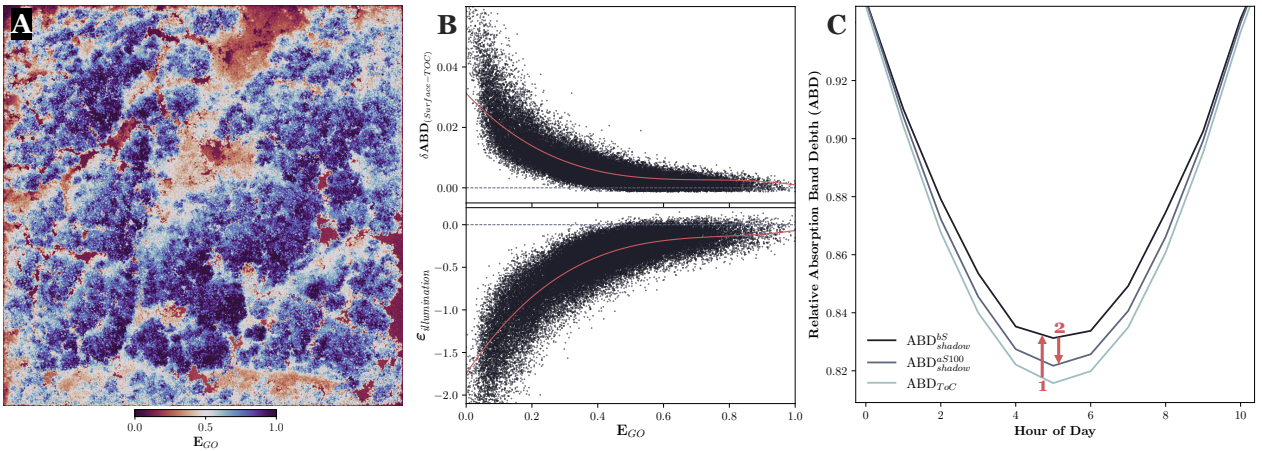 A
0.0
0.5
1.0
E_GO
B
0.04
0.02
0.00
δABD_(Surface−TOC)
0.0
−0.5
−1.0
−1.5
−2.0
ε_illumination
0.0
0.2
0.4
0.6
0.8
1.0
E_GO
C
Relative Absorption Band Debth (ABD)
0.92
0.90
0.88
0.86
0.84
0.82
2
1
ABD^bS_shadow
ABD^aS100_shadow
ABD_ToC
0
2
4
6
8
10
Hour of Day